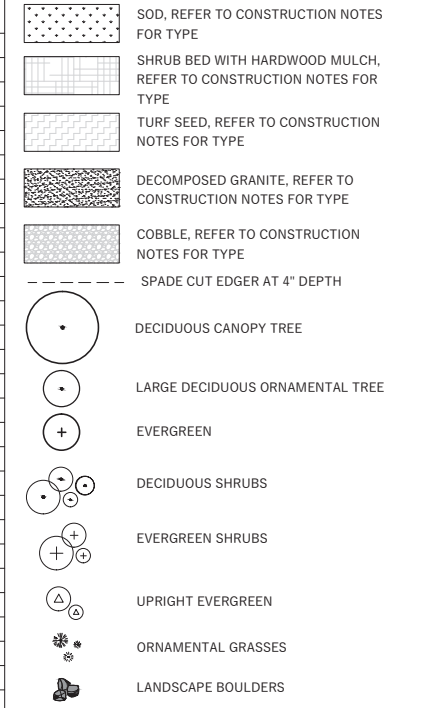 SOD, REFER TO CONSTRUCTION NOTES
FOR TYPE
SHRUB BED WITH HARDWOOD MULCH,
REFER TO CONSTRUCTION NOTES FOR
TYPE
TURF SEED, REFER TO CONSTRUCTION
NOTES FOR TYPE
DECOMPOSED GRANITE, REFER TO
CONSTRUCTION NOTES FOR TYPE
COBBLE, REFER TO CONSTRUCTION
NOTES FOR TYPE
SPADE CUT EDGER AT 4" DEPTH
DECIDUOUS CANOPY TREE
LARGE DECIDUOUS ORNAMENTAL TREE
EVERGREEN
DECIDUOUS SHRUBS
EVERGREEN SHRUBS
UPRIGHT EVERGREEN
ORNAMENTAL GRASSES
LANDSCAPE BOULDERS